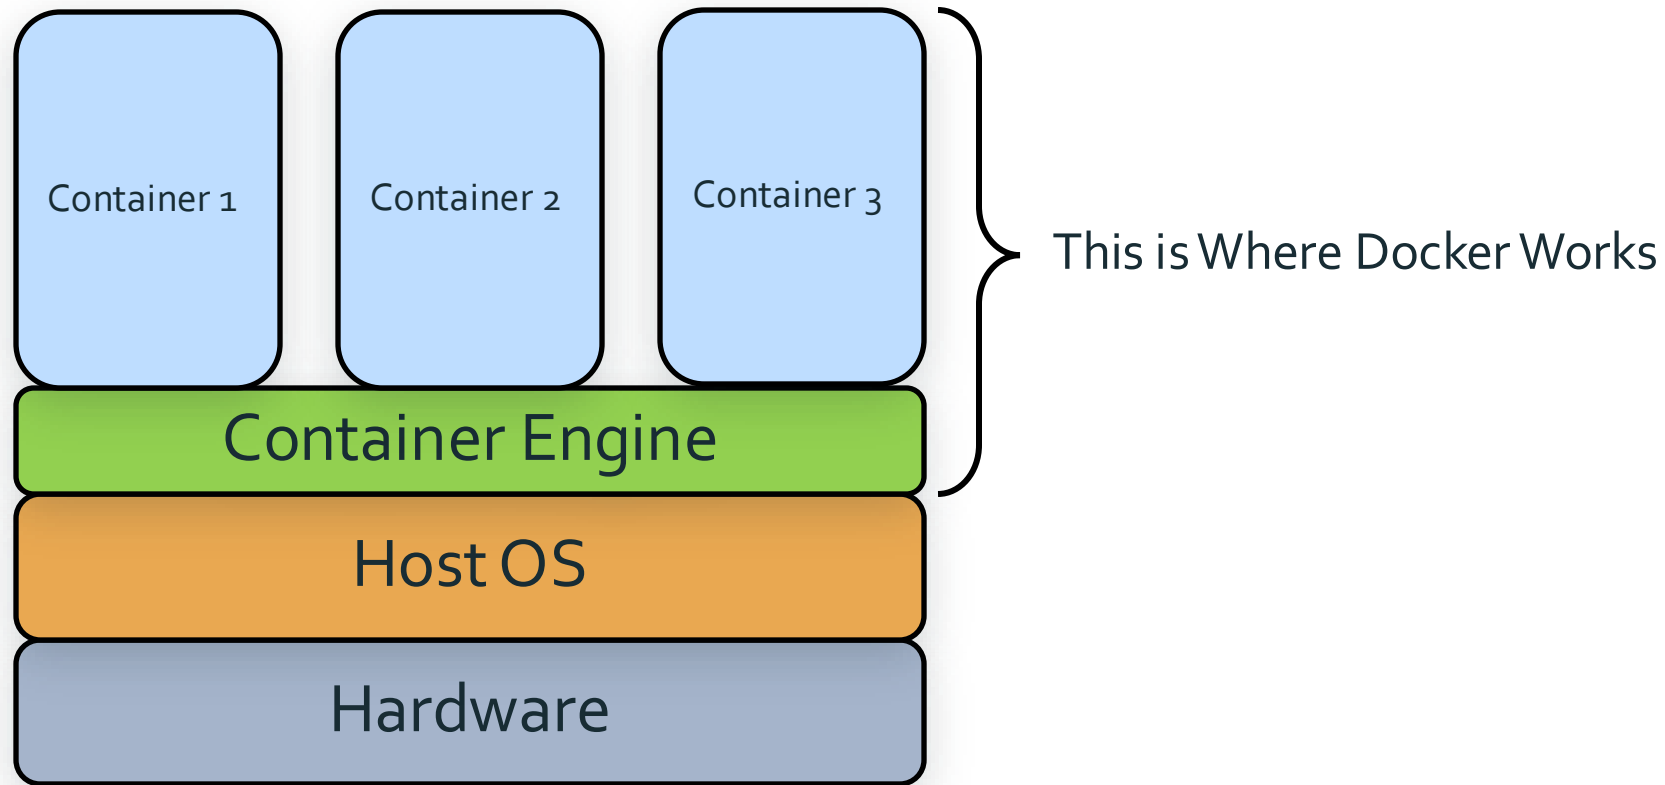 Container 1
Container 2
Container 3
This is Where Docker Works
Container Engine
Host OS
Hardware